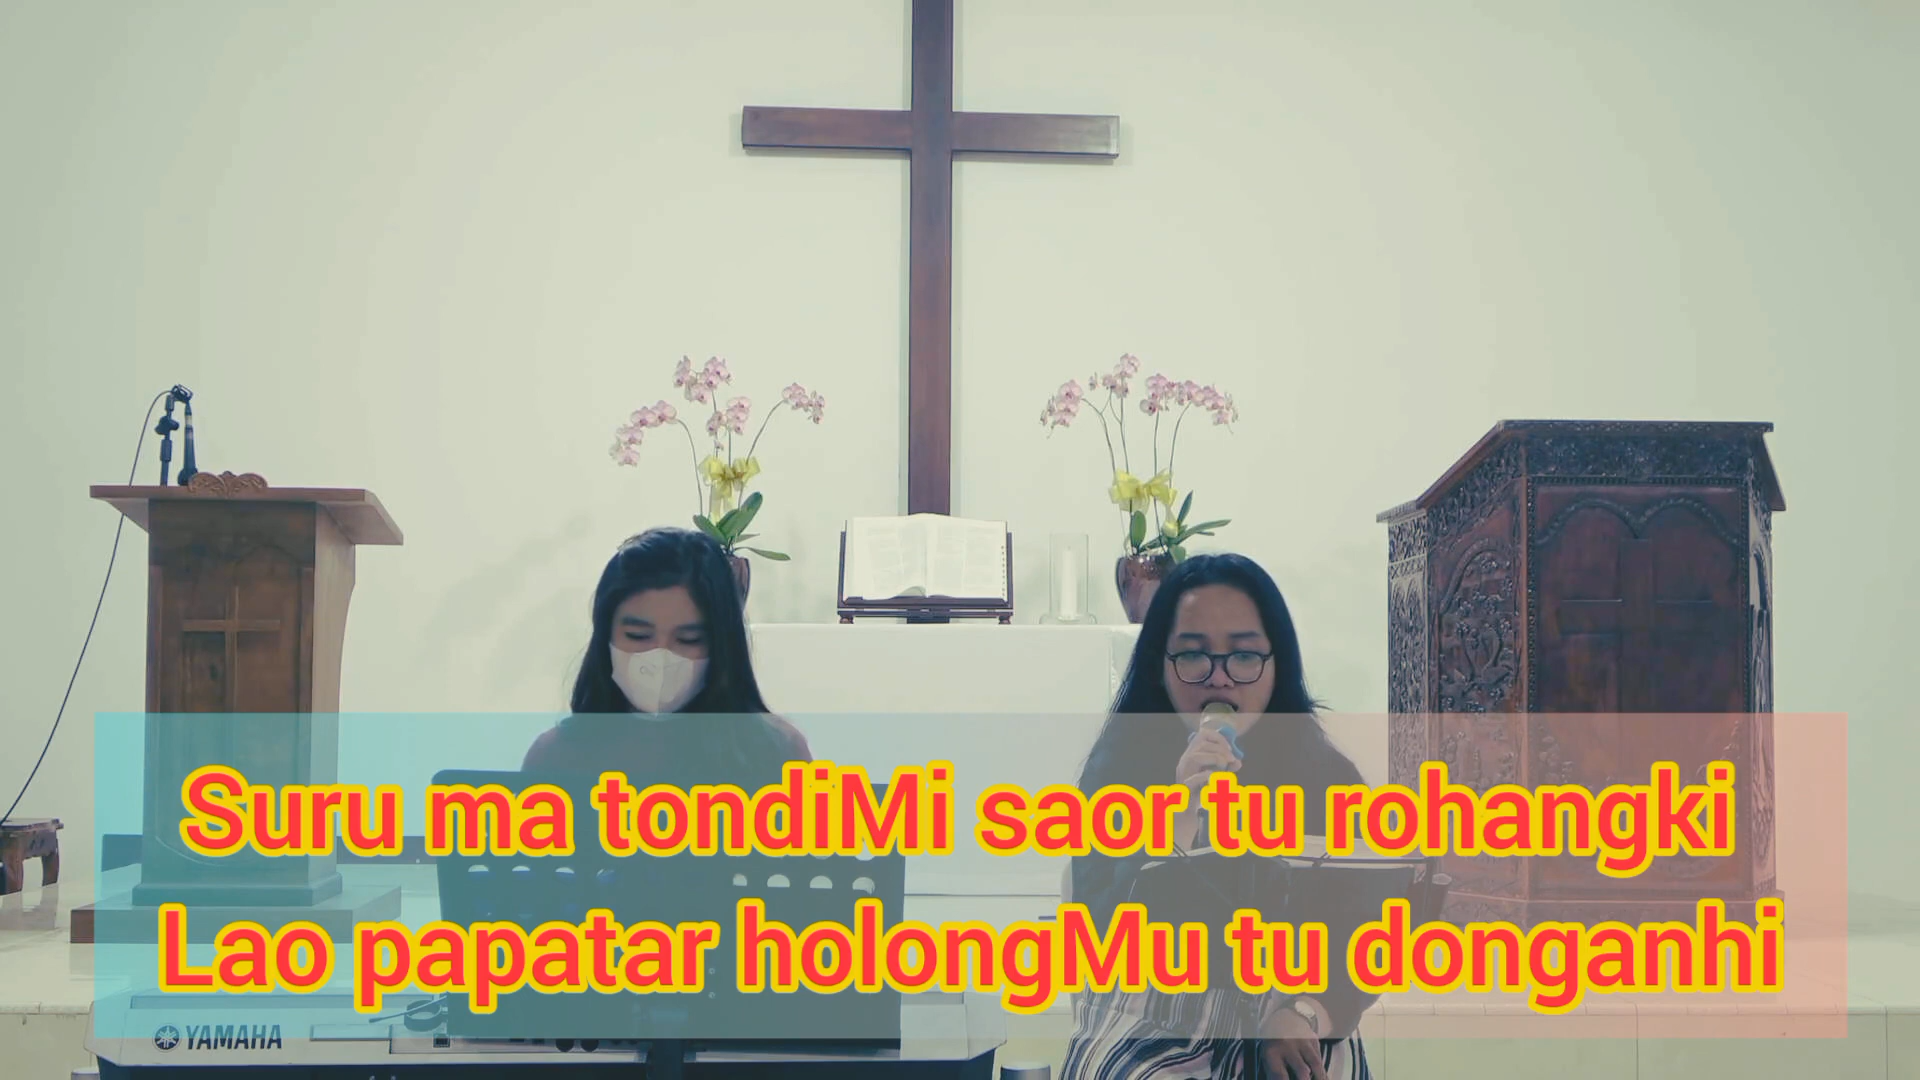 Suru ma tondiMi saor tu rohangki
Lao papatar holongMu tu donganhi
YAMAHA